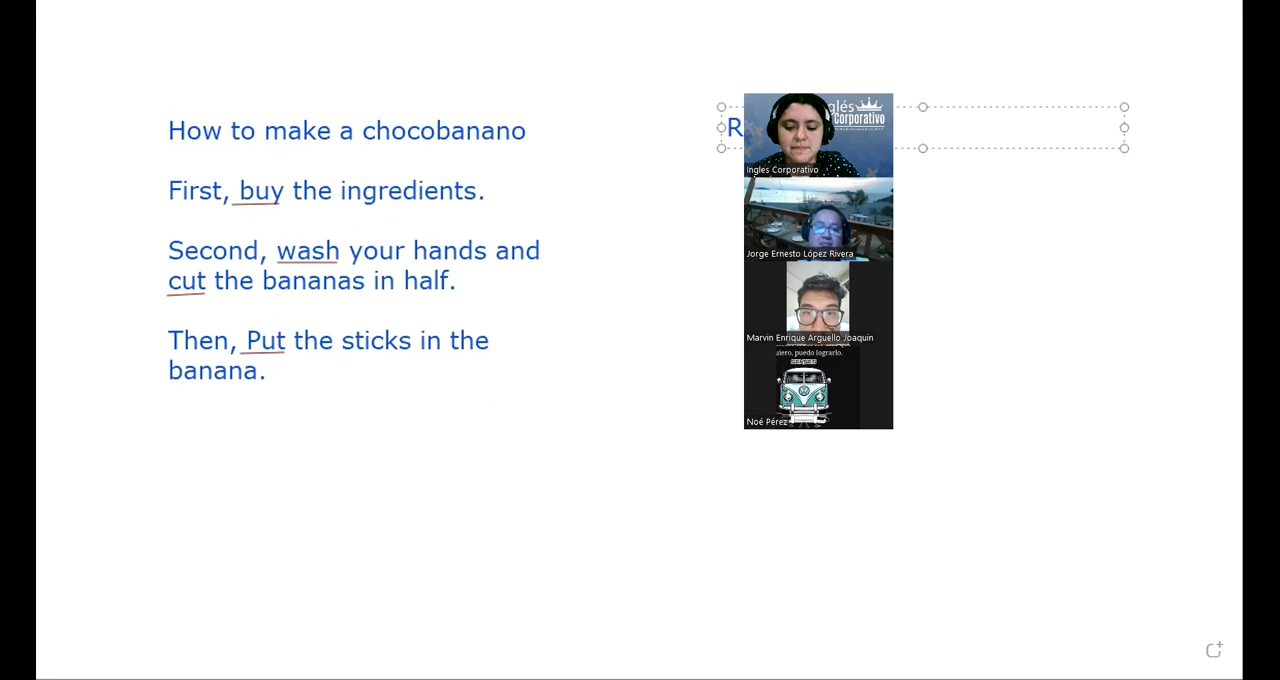 How to make a chocobanano
First, buy the ingredients.
Second, wash your hands and
cut the bananas in half.
Then, Put the sticks in the
banana.
R
glés
Corporativo
Ingles Corporativo
Jorge Ernesto López Rivera
Marvin Enrique Arguello Joaquin
uiero, puedo lograrlo.
Noé Pérez